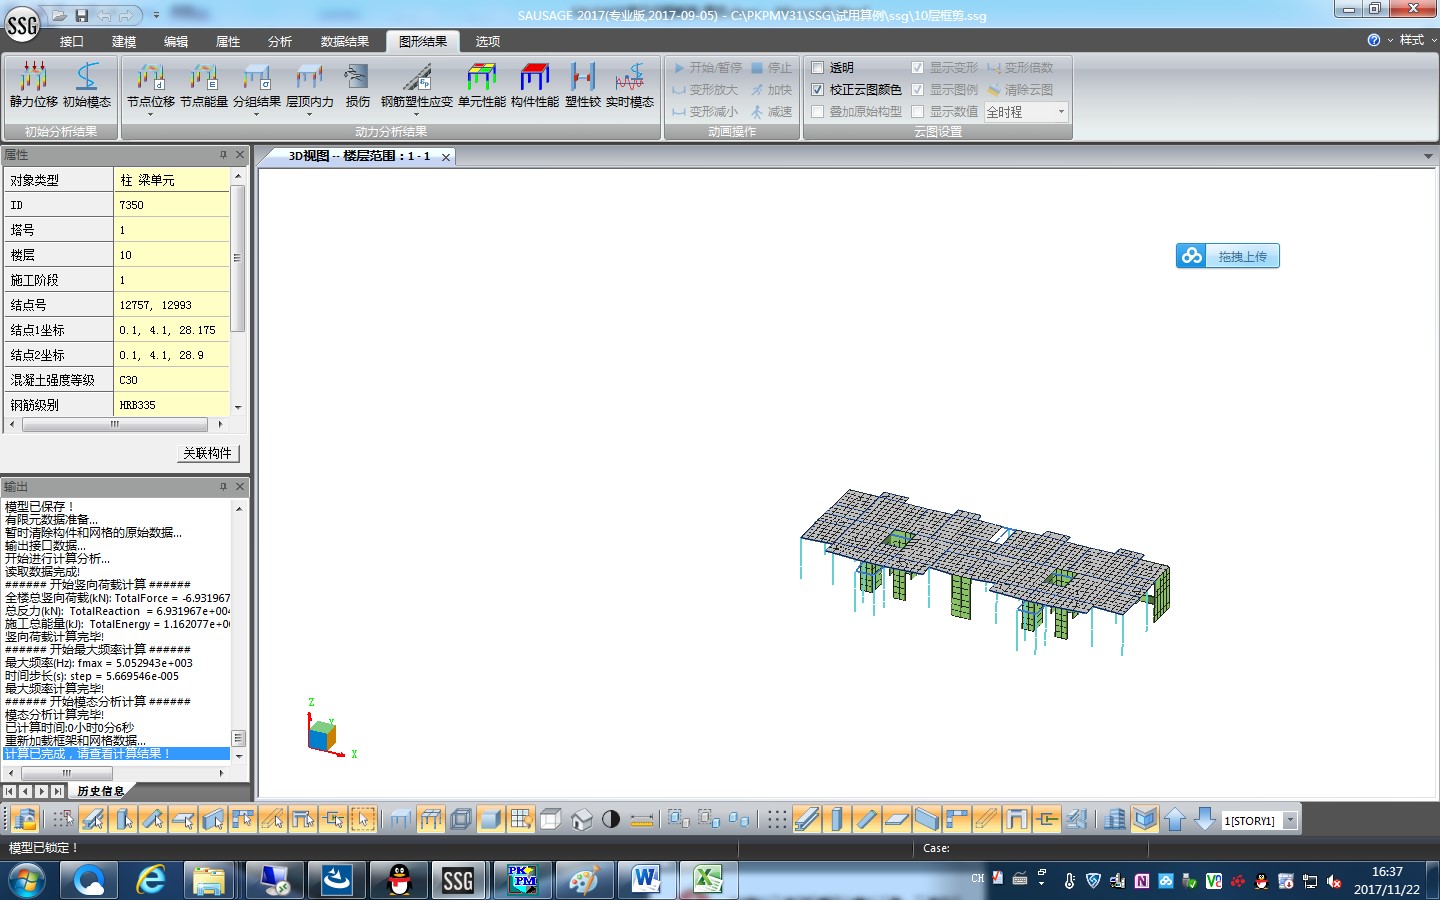 SSG
SAUSAGE 2017(专业版,2017-09-05) - C:\PKPMV31\SSG\试用算例\ssg\10层框剪.ssg
接口 建模 编辑 属性 分析 数据结果 图形结果 选项 样式
静力位移 初始模态 节点位移 节点能量 分组结果 层顶内力 损伤 钢筋塑性应变 单元性能 构件性能 塑性铰 实时模态
开始/暂停 停止 透明 显示变形 变形倍数
变形放大 加快 校正云图颜色 显示图例 清除云图
变形减小 减速 叠加原始构型 显示数值 全时程
初始分析结果 动力分析结果 动画操作 云图设置
属性
3D视图 -- 楼层范围：1 - 1
对象类型 柱 梁单元
ID 7350
塔号 1
楼层 10
施工阶段 1
结点号 12757, 12993
结点1坐标 0.1, 4.1, 28.175
结点2坐标 0.1, 4.1, 28.9
混凝土强度等级 C30
钢筋级别 HRB335
关联构件
拖拽上传
输出
模型已保存！
有限元数据准备...
暂时清除构件和网格的原始数据...
输出接口数据...
开始进行计算分析...
读取数据完成!
###### 开始竖向荷载计算 ######
全楼总竖向荷载(kN): TotalForce = -6.931967
总反力(kN): TotalReaction = 6.931967e+004
施工总能量(kJ): TotalEnergy = 1.162077e+00
竖向荷载计算完毕!
###### 开始最大频率计算 ######
最大频率(Hz): fmax = 5.052943e+003
时间步长(s): step = 5.669546e-005
最大频率计算完毕!
###### 开始模态分析计算 ######
模态分析计算完毕!
已计算时间:0小时0分6秒
重新加载框架和网格数据...
计算已完成，请查看计算结果！
历史信息
Z
Y
X
1[STORY1]
模型已锁定！
Case:
SSG
PK
PM
CH
16:37
2017/11/22